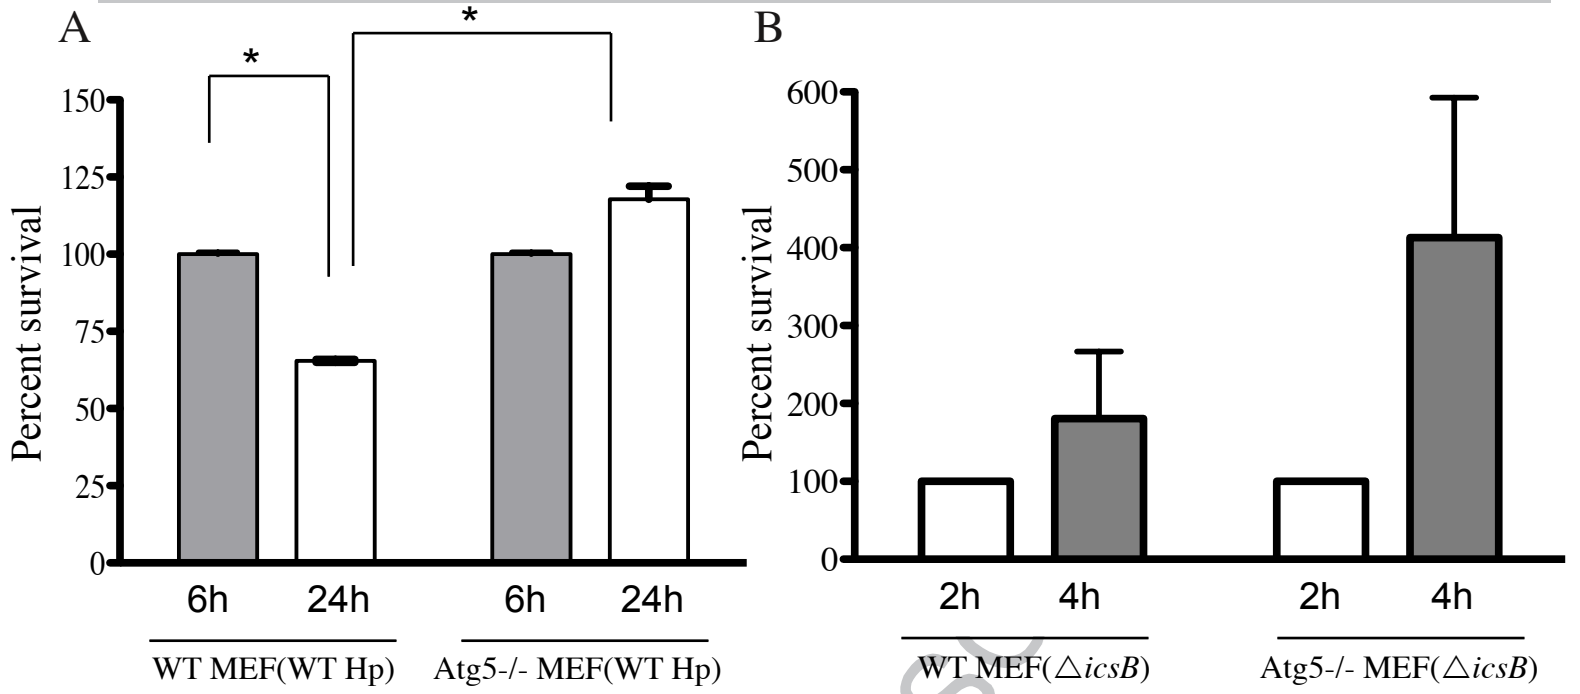 A
*
*
150
125
100
75
50
25
0
Percent survival
6h 24h 6h 24h
WT MEF(WT Hp) Atg5-/- MEF(WT Hp)
B
600
500
400
300
200
100
0
Percent survival
2h 4h 2h 4h
WT MEF(△icsB) Atg5-/- MEF(△icsB)